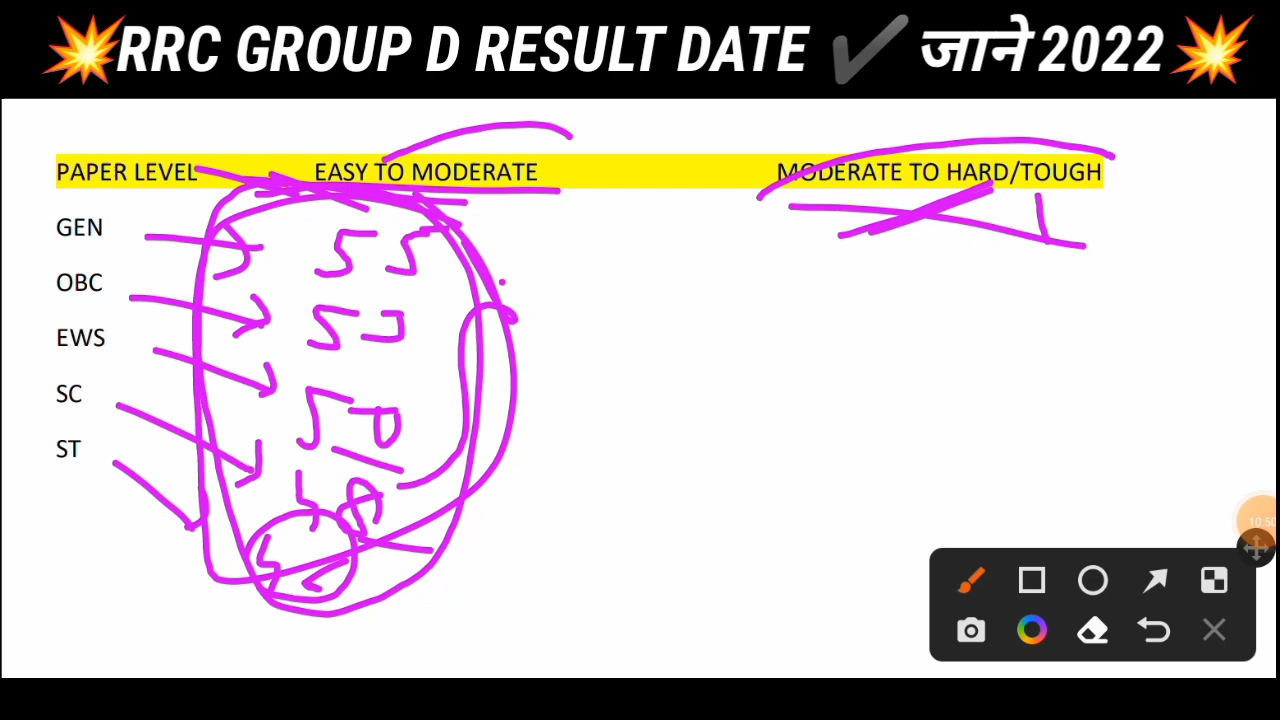 💥RRC GROUP D RESULT DATE ✔ जाने 2022💥
PAPER LEVEL EASY TO MODERATE MODERATE TO HARD/TOUGH
GEN 55
OBC
EWS
SC
ST
10:50